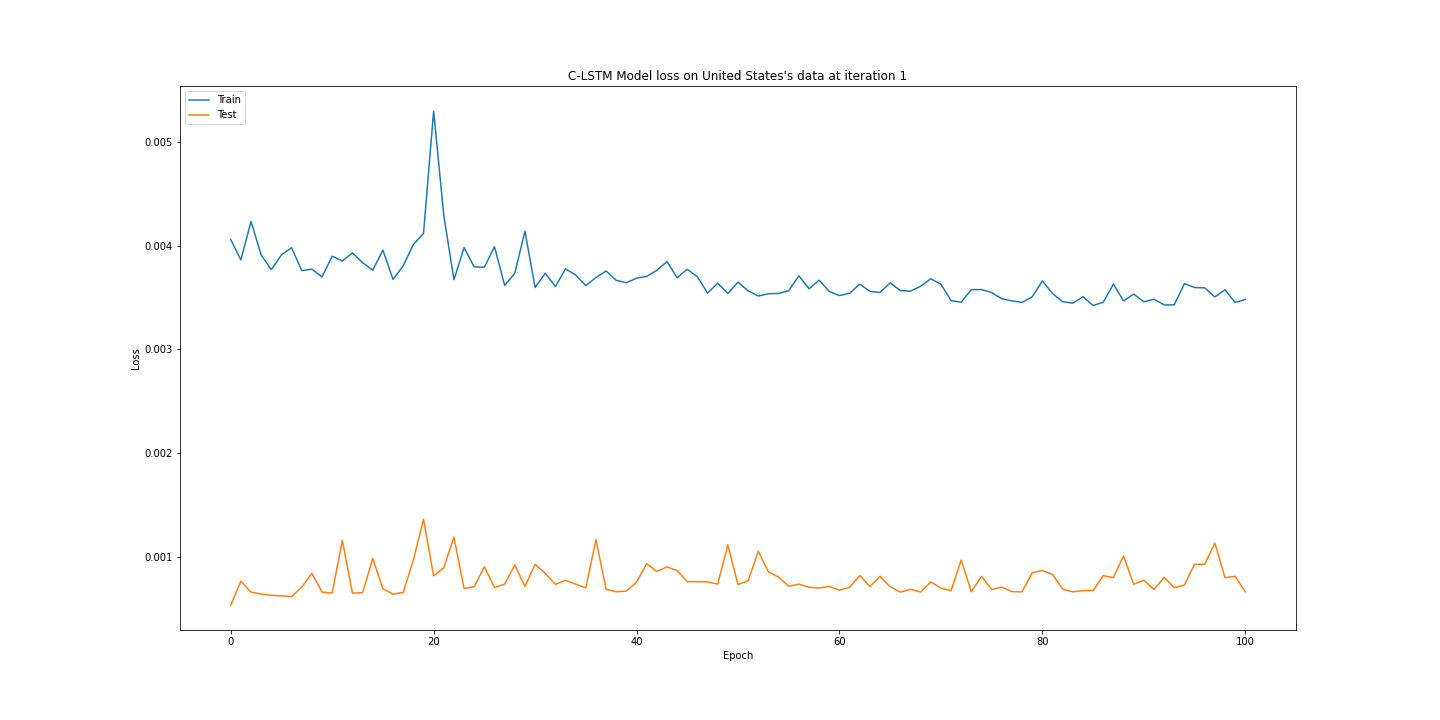 C-LSTM Model loss on United States's data at iteration 1
Train
Test
0.005
0.004
0.003
0.002
0.001
Loss
0 20 40 60 80 100
Epoch